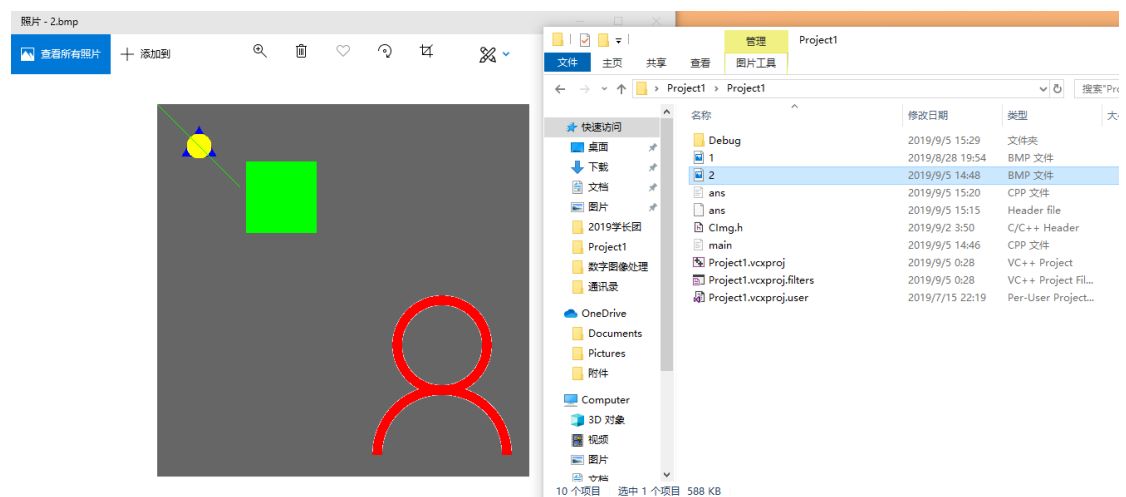 照片 - 2.bmp
查看所有照片
添加到
管理
Project1
文件
主页
共享
查看
图片工具
Project1 › Project1
搜索"Pro
名称
修改日期
类型
大
快速访问
桌面
下载
文档
图片
2019学长团
Project1
数字图像处理
通讯录
OneDrive
Documents
Pictures
附件
Computer
3D 对象
视频
图片
文档
Debug 2019/9/5 15:29 文件夹
1 2019/8/28 19:54 BMP 文件
2 2019/9/5 14:48 BMP 文件
ans 2019/9/5 15:20 CPP 文件
ans 2019/9/5 15:15 Header file
CImg.h 2019/9/2 3:50 C/C++ Header
main 2019/9/5 14:46 CPP 文件
Project1.vcxproj 2019/9/5 0:28 VC++ Project
Project1.vcxproj.filters 2019/9/5 0:28 VC++ Project Fil...
Project1.vcxproj.user 2019/7/15 22:19 Per-User Project...
10 个项目 选中 1 个项目 588 KB